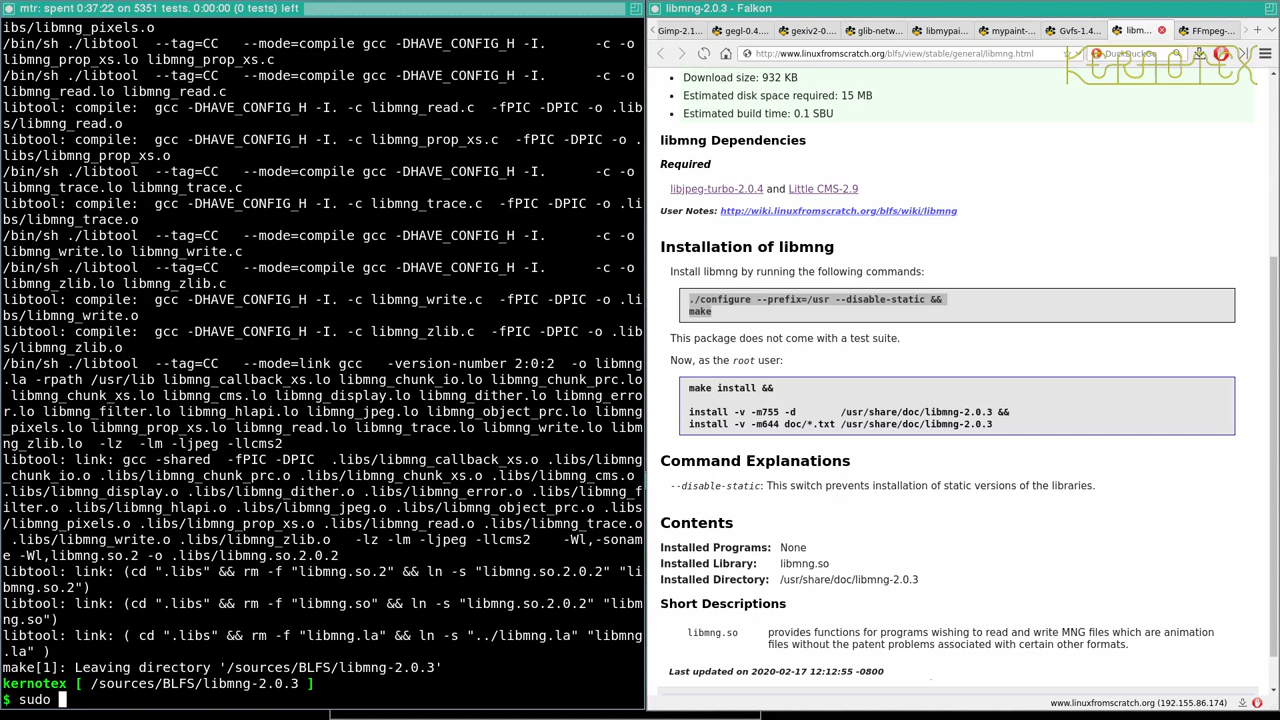 mtr: spent 0:37:22 on 5351 tests. 0:00:00 (0 tests) left
ibs/libmng_pixels.o
/bin/sh ./libtool  --tag=CC   --mode=compile gcc -DHAVE_CONFIG_H -I.      -c -o
libmng_prop_xs.lo libmng_prop_xs.c
/bin/sh ./libtool  --tag=CC   --mode=compile gcc -DHAVE_CONFIG_H -I.      -c -o
libmng_read.lo libmng_read.c
libtool: compile:  gcc -DHAVE_CONFIG_H -I. -c libmng_read.c  -fPIC -DPIC -o .lib
s/libmng_read.o
libtool: compile:  gcc -DHAVE_CONFIG_H -I. -c libmng_prop_xs.c  -fPIC -DPIC -o .
libs/libmng_prop_xs.o
/bin/sh ./libtool  --tag=CC   --mode=compile gcc -DHAVE_CONFIG_H -I.      -c -o
libmng_trace.lo libmng_trace.c
libtool: compile:  gcc -DHAVE_CONFIG_H -I. -c libmng_trace.c  -fPIC -DPIC -o .li
bs/libmng_trace.o
/bin/sh ./libtool  --tag=CC   --mode=compile gcc -DHAVE_CONFIG_H -I.      -c -o
libmng_write.lo libmng_write.c
/bin/sh ./libtool  --tag=CC   --mode=compile gcc -DHAVE_CONFIG_H -I.      -c -o
libmng_zlib.lo libmng_zlib.c
libtool: compile:  gcc -DHAVE_CONFIG_H -I. -c libmng_write.c  -fPIC -DPIC -o .li
bs/libmng_write.o
libtool: compile:  gcc -DHAVE_CONFIG_H -I. -c libmng_zlib.c  -fPIC -DPIC -o .lib
s/libmng_zlib.o
/bin/sh ./libtool  --tag=CC   --mode=link gcc   -version-number 2:0:2  -o libmng
.la -rpath /usr/lib libmng_callback_xs.lo libmng_chunk_io.lo libmng_chunk_prc.lo
 libmng_chunk_xs.lo libmng_cms.lo libmng_display.lo libmng_dither.lo libmng_erro
r.lo libmng_filter.lo libmng_hlapi.lo libmng_jpeg.lo libmng_object_prc.lo libmng
_pixels.lo libmng_prop_xs.lo libmng_read.lo libmng_trace.lo libmng_write.lo libm
ng_zlib.lo  -lz  -lm -ljpeg -llcms2
libtool: link: gcc -shared  -fPIC -DPIC  .libs/libmng_callback_xs.o .libs/libmng
_chunk_io.o .libs/libmng_chunk_prc.o .libs/libmng_chunk_xs.o .libs/libmng_cms.o
.libs/libmng_display.o .libs/libmng_dither.o .libs/libmng_error.o .libs/libmng_f
ilter.o .libs/libmng_hlapi.o .libs/libmng_jpeg.o .libs/libmng_object_prc.o .libs
/libmng_pixels.o .libs/libmng_prop_xs.o .libs/libmng_read.o .libs/libmng_trace.o
 .libs/libmng_write.o .libs/libmng_zlib.o   -lz -lm -ljpeg -llcms2    -Wl,-sonam
e -Wl,libmng.so.2 -o .libs/libmng.so.2.0.2
libtool: link: (cd ".libs" && rm -f "libmng.so.2" && ln -s "libmng.so.2.0.2" "li
bmng.so.2")
libtool: link: (cd ".libs" && rm -f "libmng.so" && ln -s "libmng.so.2.0.2" "libm
ng.so")
libtool: link: ( cd ".libs" && rm -f "libmng.la" && ln -s "../libmng.la" "libmng
.la" )
make[1]: Leaving directory '/sources/BLFS/libmng-2.0.3'
kernotex [ /sources/BLFS/libmng-2.0.3 ]
$ sudo
libmng-2.0.3 - Falkon
Gimp-2.1... gegl-0.4.... gexiv2-0.... glib-netw... libmypai... mypaint-... Gvfs-1.4... libm... FFmpeg-...
http://www.linuxfromscratch.org/blfs/view/stable/general/libmng.html DuckDuckGo
KERNOTEX
• Download size: 932 KB
• Estimated disk space required: 15 MB
• Estimated build time: 0.1 SBU
libmng Dependencies
Required
libjpeg-turbo-2.0.4 and Little CMS-2.9
User Notes: http://wiki.linuxfromscratch.org/blfs/wiki/libmng
Installation of libmng
Install libmng by running the following commands:
./configure --prefix=/usr --disable-static &&
make
This package does not come with a test suite.
Now, as the root user:
make install &&
install -v -m755 -d        /usr/share/doc/libmng-2.0.3 &&
install -v -m644 doc/*.txt /usr/share/doc/libmng-2.0.3
Command Explanations
--disable-static: This switch prevents installation of static versions of the libraries.
Contents
Installed Programs: None
Installed Library: libmng.so
Installed Directory: /usr/share/doc/libmng-2.0.3
Short Descriptions
libmng.so provides functions for programs wishing to read and write MNG files which are animation
files without the patent problems associated with certain other formats.
Last updated on 2020-02-17 12:12:55 -0800
www.linuxfromscratch.org (192.155.86.174)